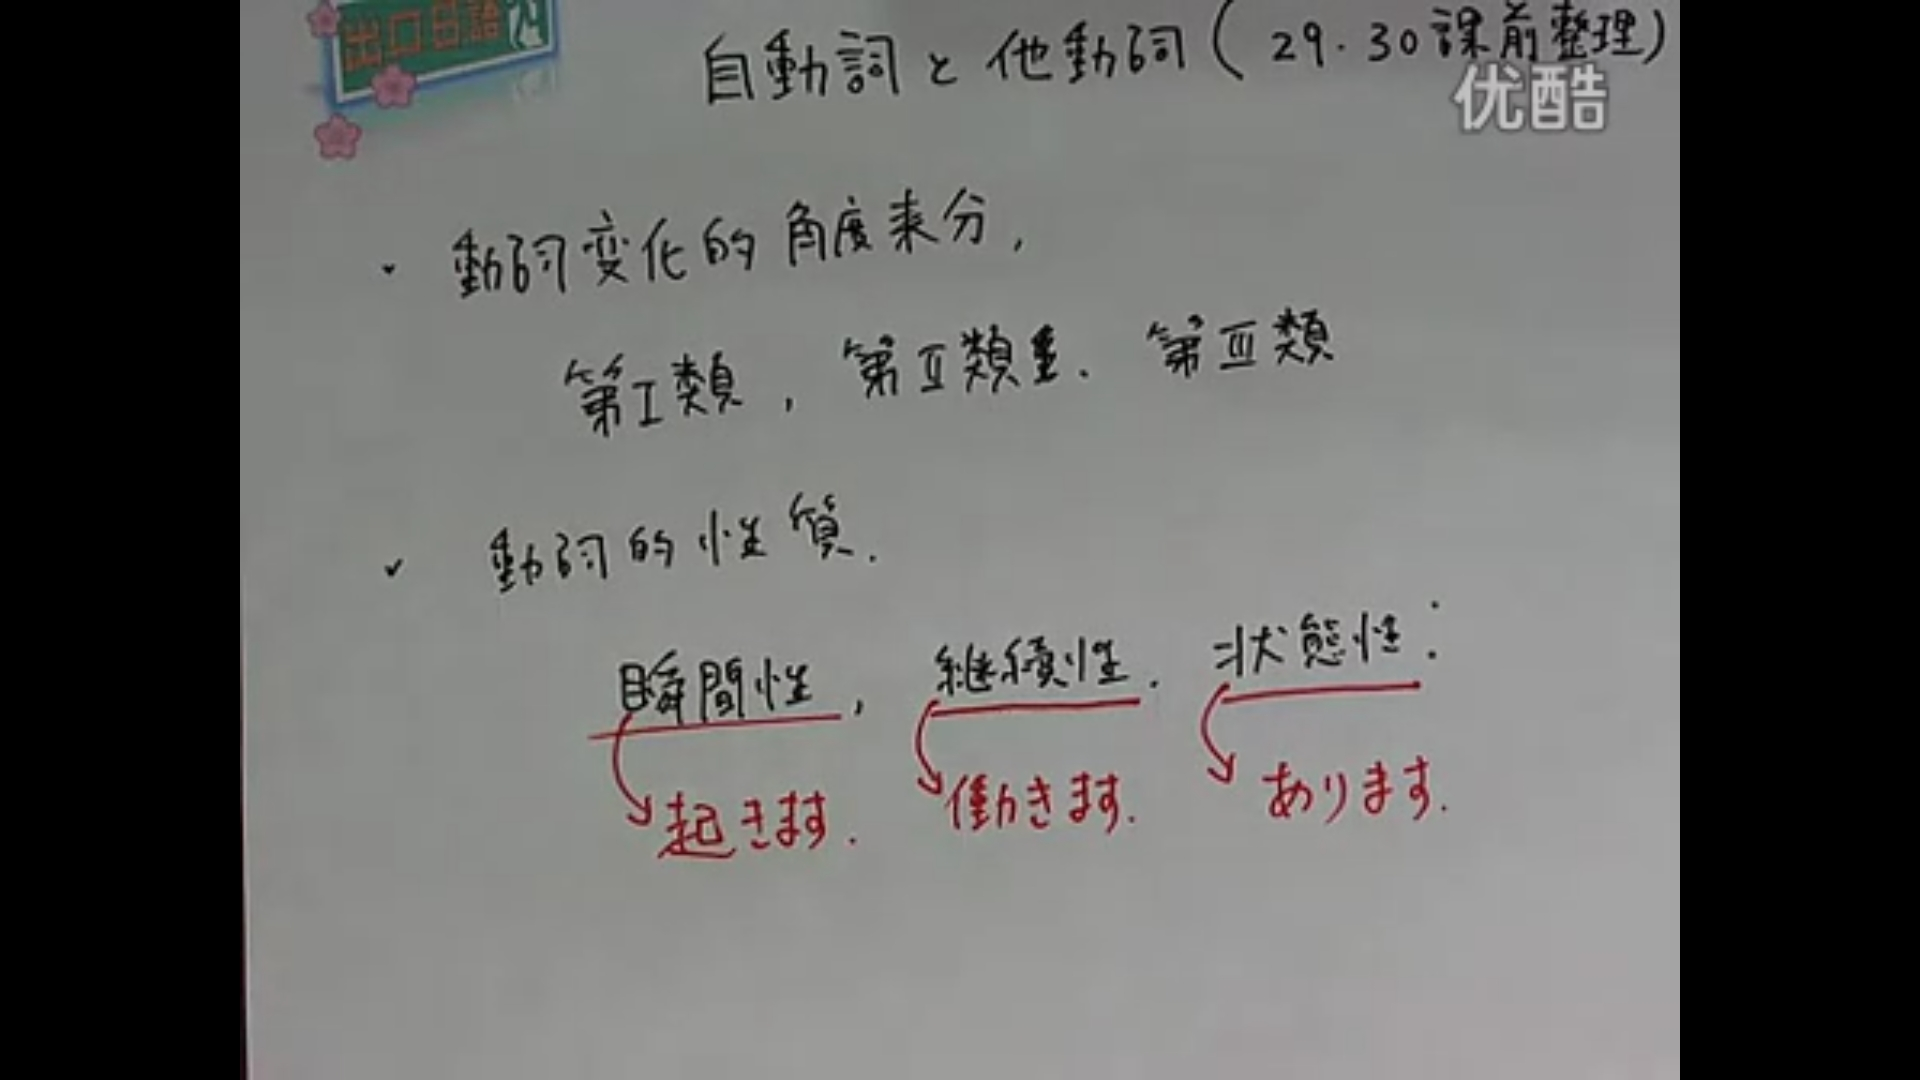 出口日語
自動詞と他動詞(29.30課前整理)
优酷
・動詞变化的角度来分,
第Ⅰ類,第Ⅱ類.第Ⅲ類
動詞的性質.
瞬間性,継続性.状態性:
起きます.働きます.あります.